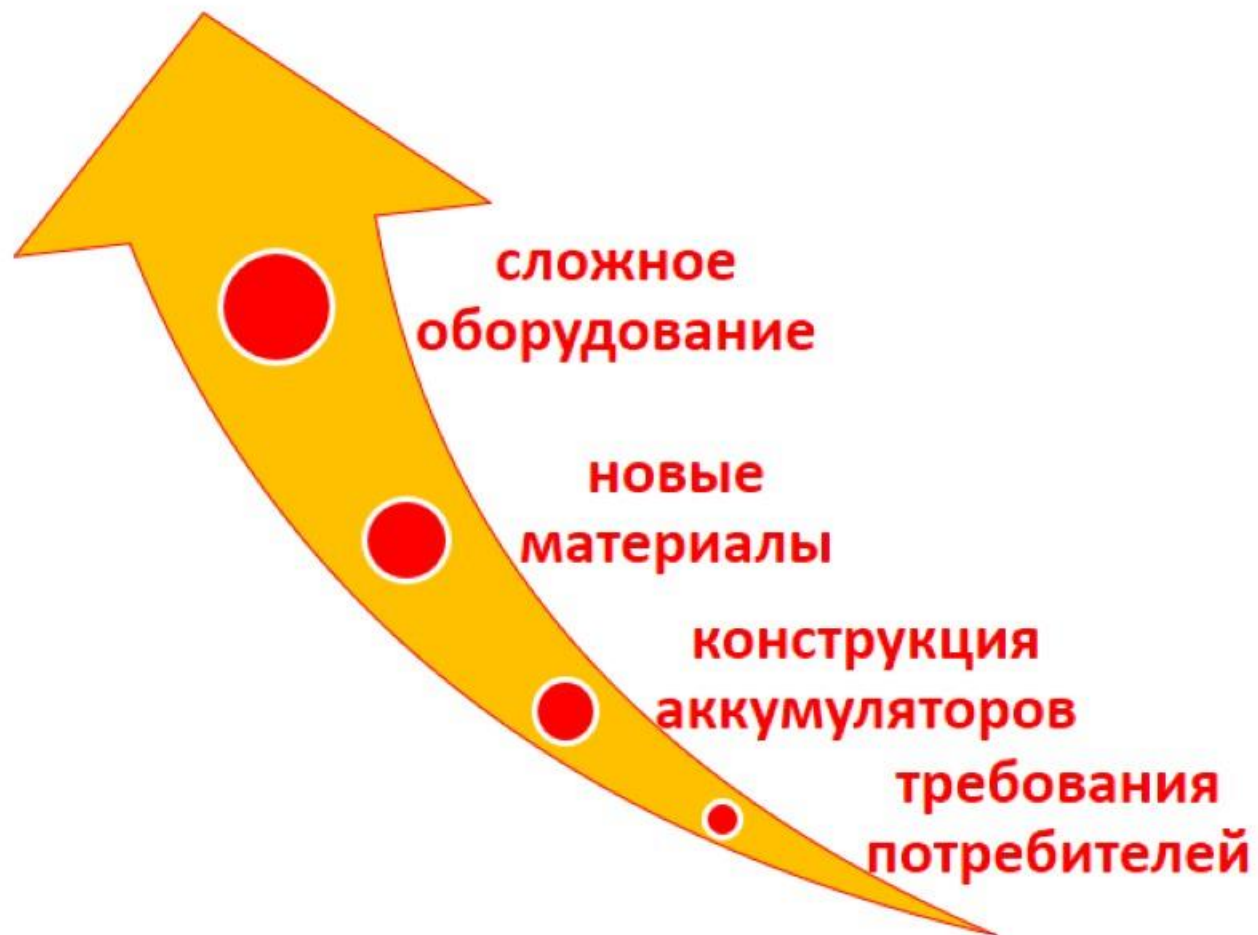 сложное
оборудование
новые
материалы
конструкция
аккумуляторов
требования
потребителей